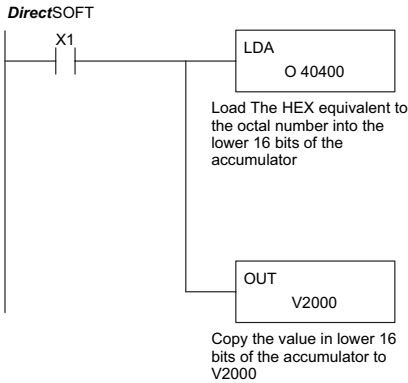 DirectSOFT
X1
LDA
O 40400
Load The HEX equivalent to
the octal number into the
lower 16 bits of the
accumulator
OUT
V2000
Copy the value in lower 16
bits of the accumulator to
V2000